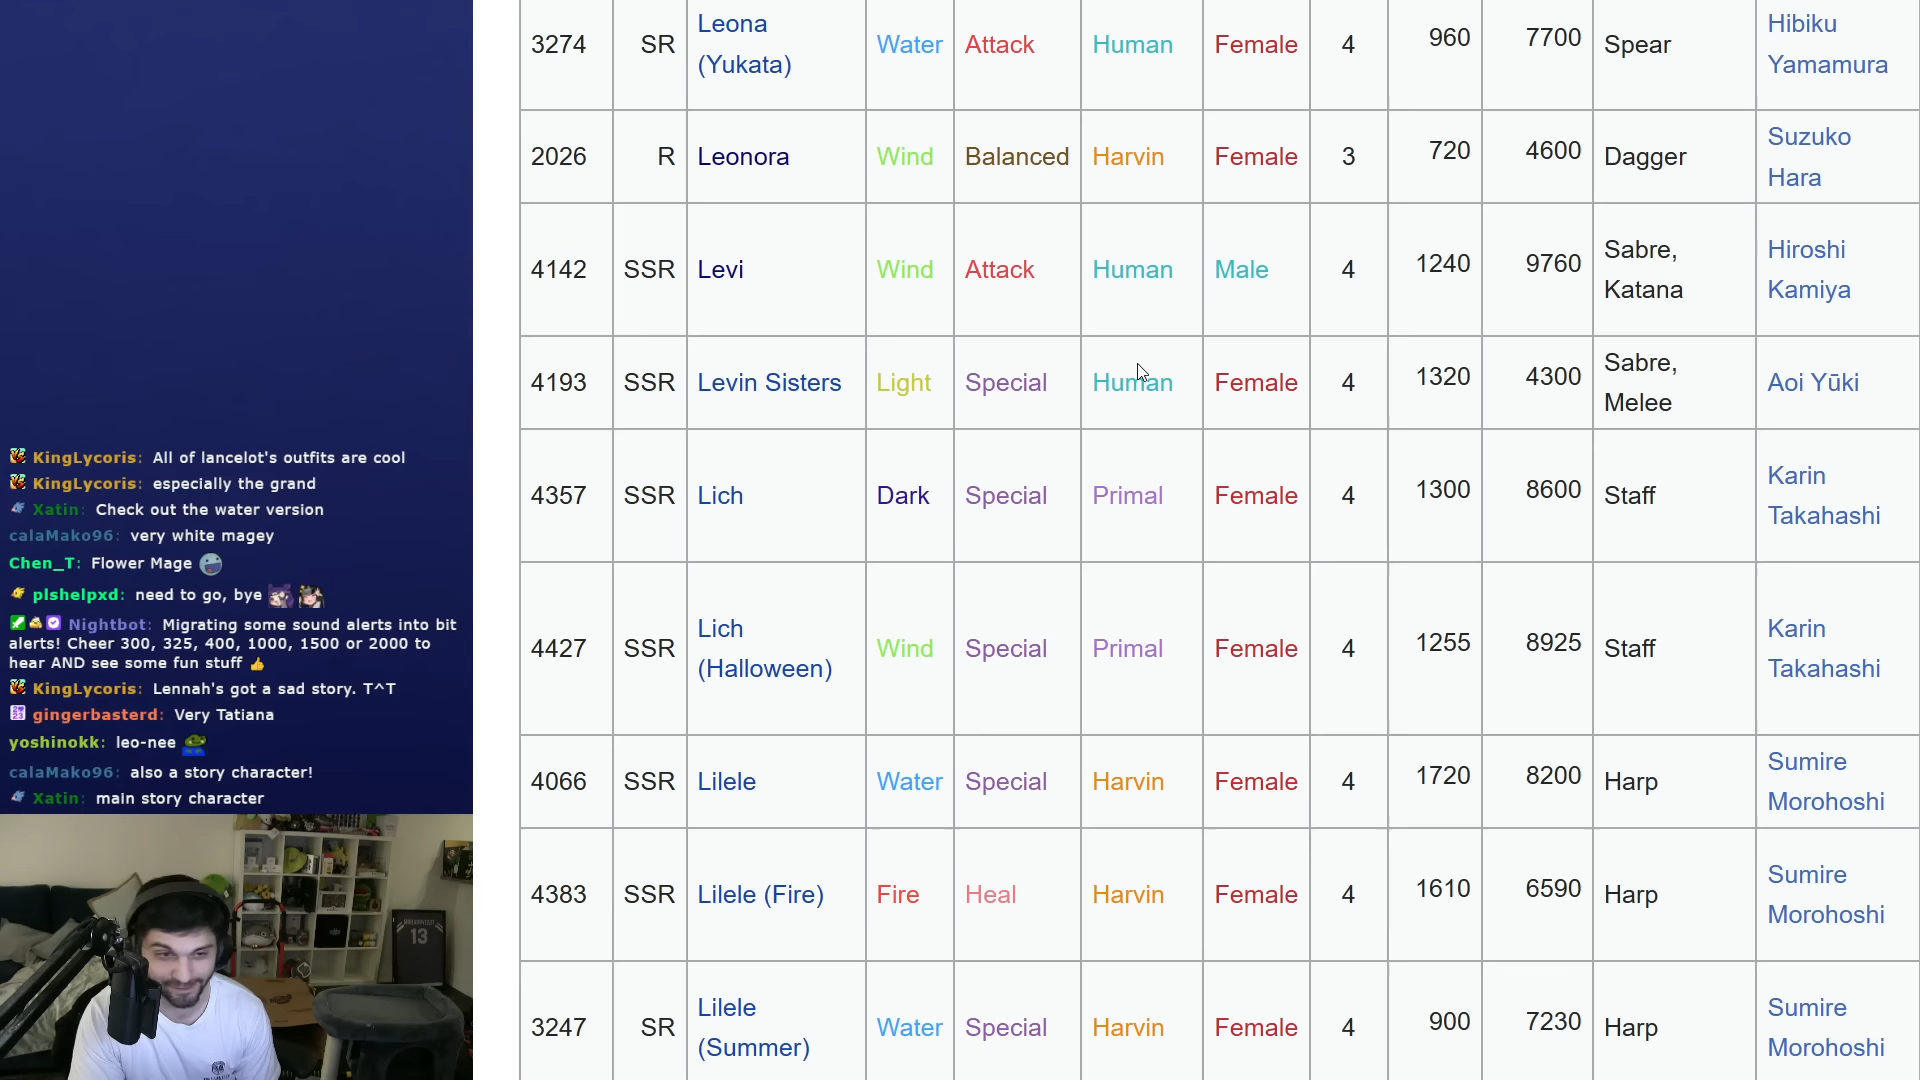 KingLycoris: All of lancelot's outfits are cool
KingLycoris: especially the grand
Xatin: Check out the water version
calaMako96: very white magey
Chen_T: Flower Mage
plshelpxd: need to go, bye
Nightbot: Migrating some sound alerts into bit
alerts! Cheer 300, 325, 400, 1000, 1500 or 2000 to
hear AND see some fun stuff
KingLycoris: Lennah's got a sad story. T^T
gingerbasterd: Very Tatiana
yoshinokk: leo-nee
calaMako96: also a story character!
Xatin: main story character
13
3274 SR Leona (Yukata) Water Attack Human Female 4 960 7700 Spear Hibiku Yamamura
2026 R Leonora Wind Balanced Harvin Female 3 720 4600 Dagger Suzuko Hara
4142 SSR Levi Wind Attack Human Male 4 1240 9760 Sabre, Katana Hiroshi Kamiya
4193 SSR Levin Sisters Light Special Human Female 4 1320 4300 Sabre, Melee Aoi Yūki
4357 SSR Lich Dark Special Primal Female 4 1300 8600 Staff Karin Takahashi
4427 SSR Lich (Halloween) Wind Special Primal Female 4 1255 8925 Staff Karin Takahashi
4066 SSR Lilele Water Special Harvin Female 4 1720 8200 Harp Sumire Morohoshi
4383 SSR Lilele (Fire) Fire Heal Harvin Female 4 1610 6590 Harp Sumire Morohoshi
3247 SR Lilele (Summer) Water Special Harvin Female 4 900 7230 Harp Sumire Morohoshi